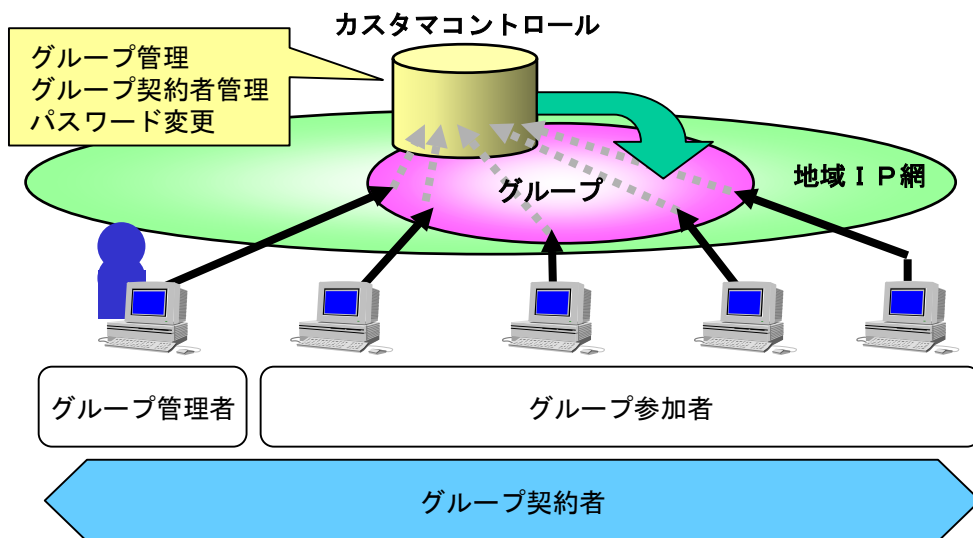 カスタマコントロール
グループ管理
グループ契約者管理
パスワード変更
地域ＩＰ網
グループ
グループ管理者
グループ参加者
グループ契約者